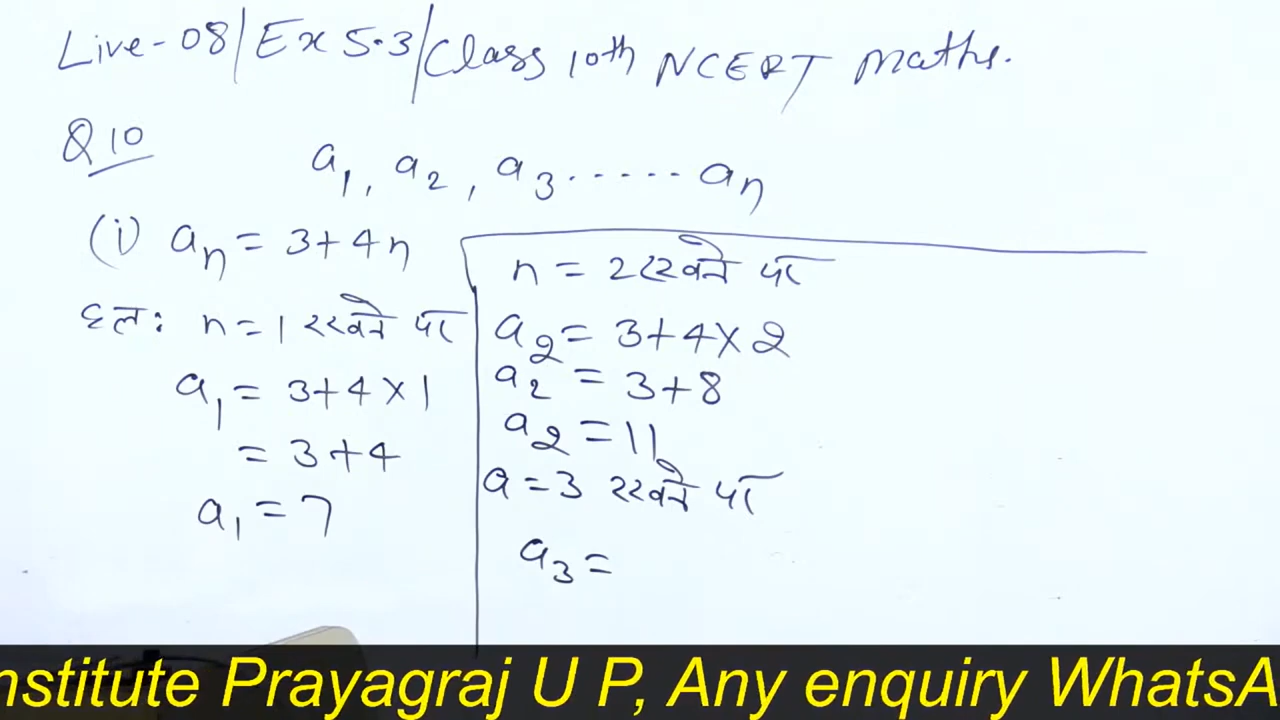 Live-08/Ex 5.3/Class 10th NCERT Maths.
Q 10
a₁, a₂, a₃ ...... aₙ
(i) aₙ = 3+4n
हल: n = 1 रखने पर
a₁ = 3+4×1
= 3+4
a₁ = 7
n = 2 रखने पर
a₂ = 3+4×2
a₂ = 3+8
a₂ = 11
a = 3 रखने पर
a₃ =
nstitute Prayagraj U P, Any enquiry WhatsA